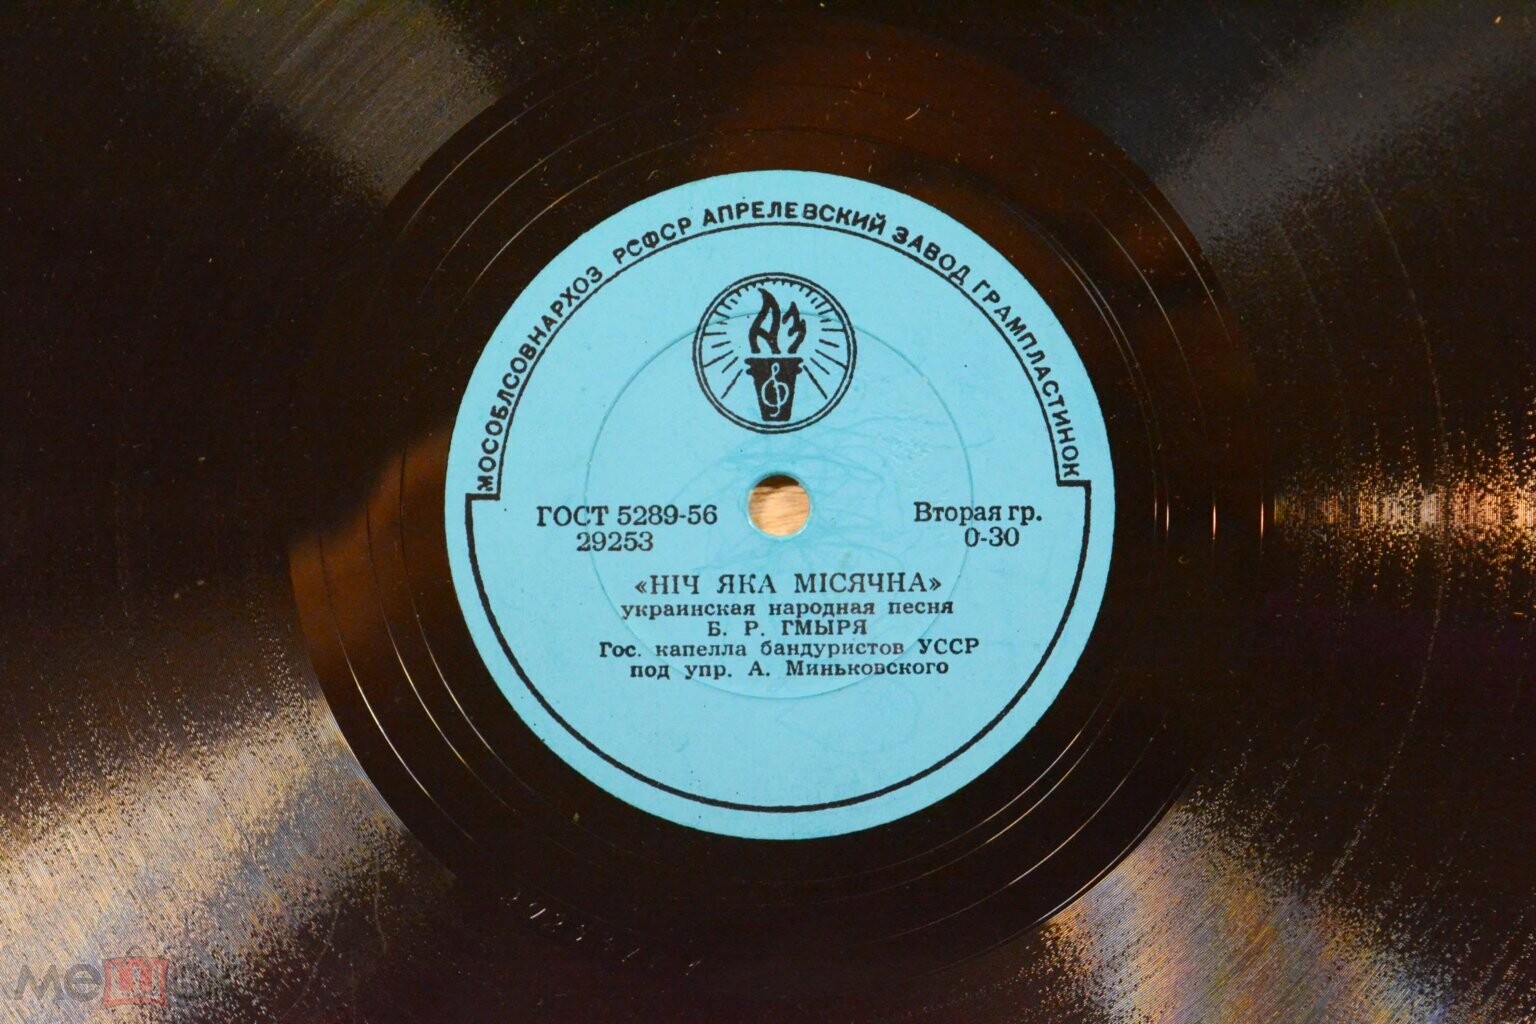 МОСОБЛСОВНАРХОЗ РСФСР АПРЕЛЕВСКИЙ ЗАВОД ГРАМПЛАСТИНОК
АЗ
ГОСТ 5289-56
29253
Вторая гр.
0-30
«НІЧ ЯКА МІСЯЧНА»
украинская народная песня
Б. Р. ГМЫРЯ
Гос. капелла бандуристов УССР
под упр. А. Миньковского